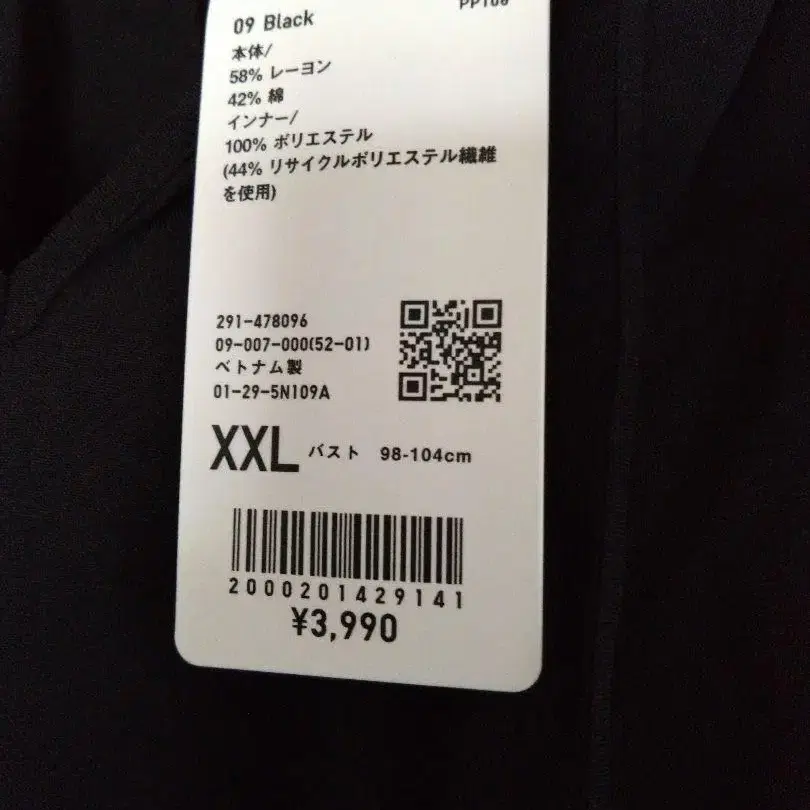 09 Black
本体/
58% レーヨン
42% 綿
インナー/
100% ポリエステル
(44% リサイクルポリエステル繊維
を使用)
291-478096
09-007-000(52-01)
ベトナム製
01-29-5N109A
XXL バスト 98-104cm
2000201429141
¥3,990